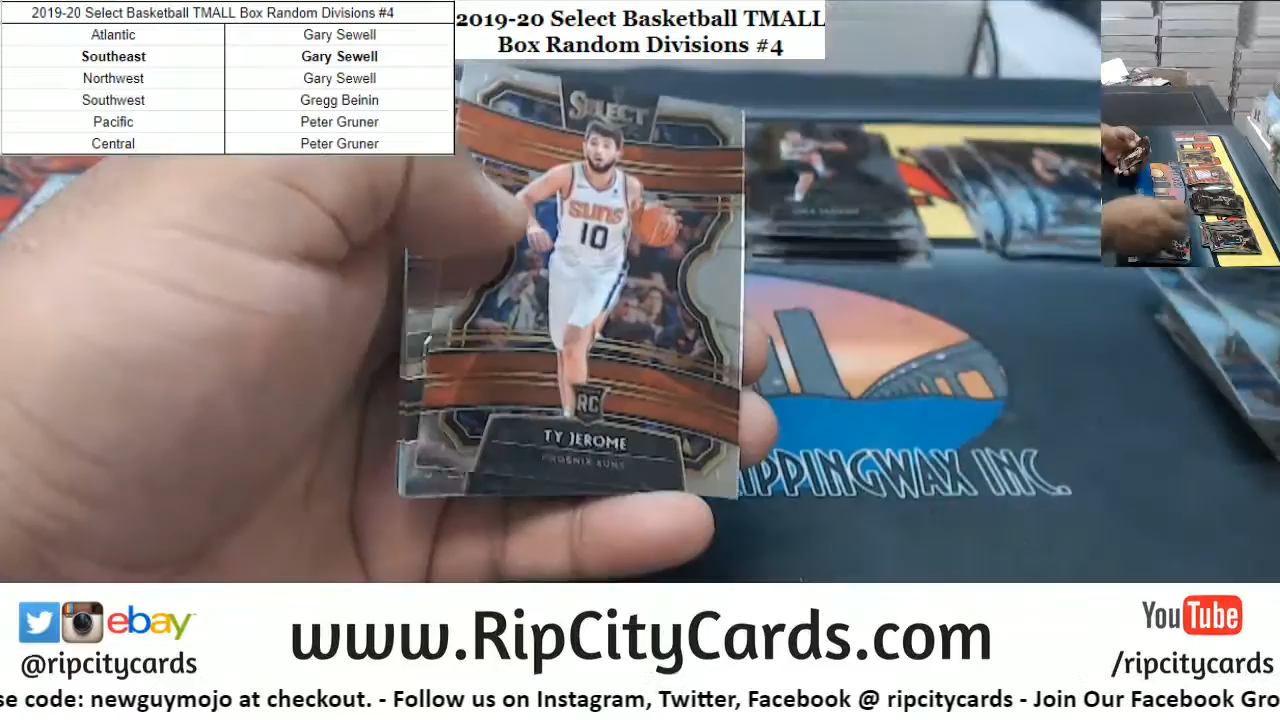 2019-20 Select Basketball TMALL Box Random Divisions #4
Atlantic Gary Sewell
Southeast Gary Sewell
Northwest Gary Sewell
Southwest Gregg Beinin
Pacific Peter Gruner
Central Peter Gruner
2019-20 Select Basketball TMALL
Box Random Divisions #4
SELECT
SUNS
10
RC
TY JEROME
PHOENIX SUNS
RIPPINGWAX INC.
ebay
@ripcitycards
www.RipCityCards.com
YouTube
/ripcitycards
se code: newguymojo at checkout. - Follow us on Instagram, Twitter, Facebook @ ripcitycards - Join Our Facebook Gro